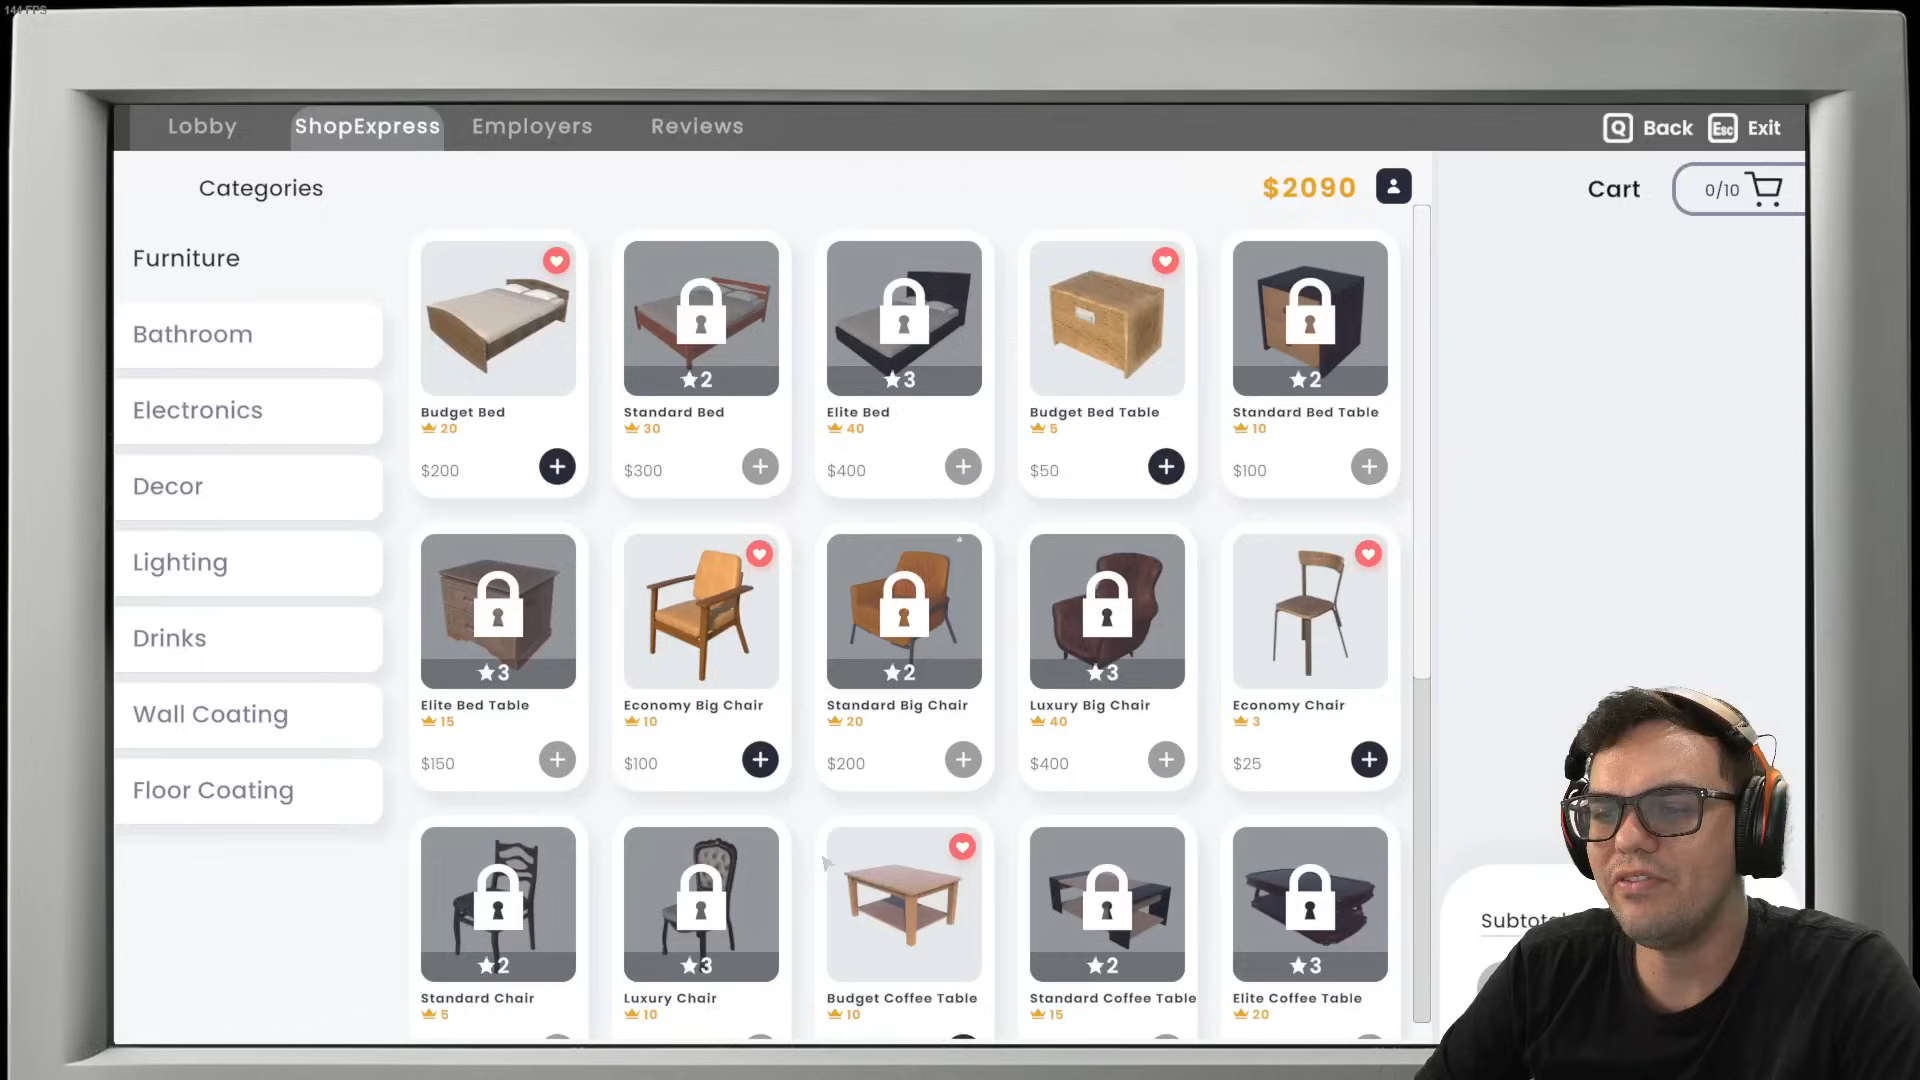 144 FPS
Lobby
ShopExpress
Employers
Reviews
Q Back
Esc Exit
Categories
$2090
Cart
0/10
Furniture
Bathroom
Electronics
Decor
Lighting
Drinks
Wall Coating
Floor Coating
Budget Bed
20
$200
2
Standard Bed
30
$300
3
Elite Bed
40
$400
Budget Bed Table
5
$50
2
Standard Bed Table
10
$100
3
Elite Bed Table
15
$150
Economy Big Chair
10
$100
2
Standard Big Chair
20
$200
3
Luxury Big Chair
40
$400
Economy Chair
3
$25
2
Standard Chair
5
3
Luxury Chair
10
Budget Coffee Table
10
2
Standard Coffee Table
15
3
Elite Coffee Table
20
Subtotal